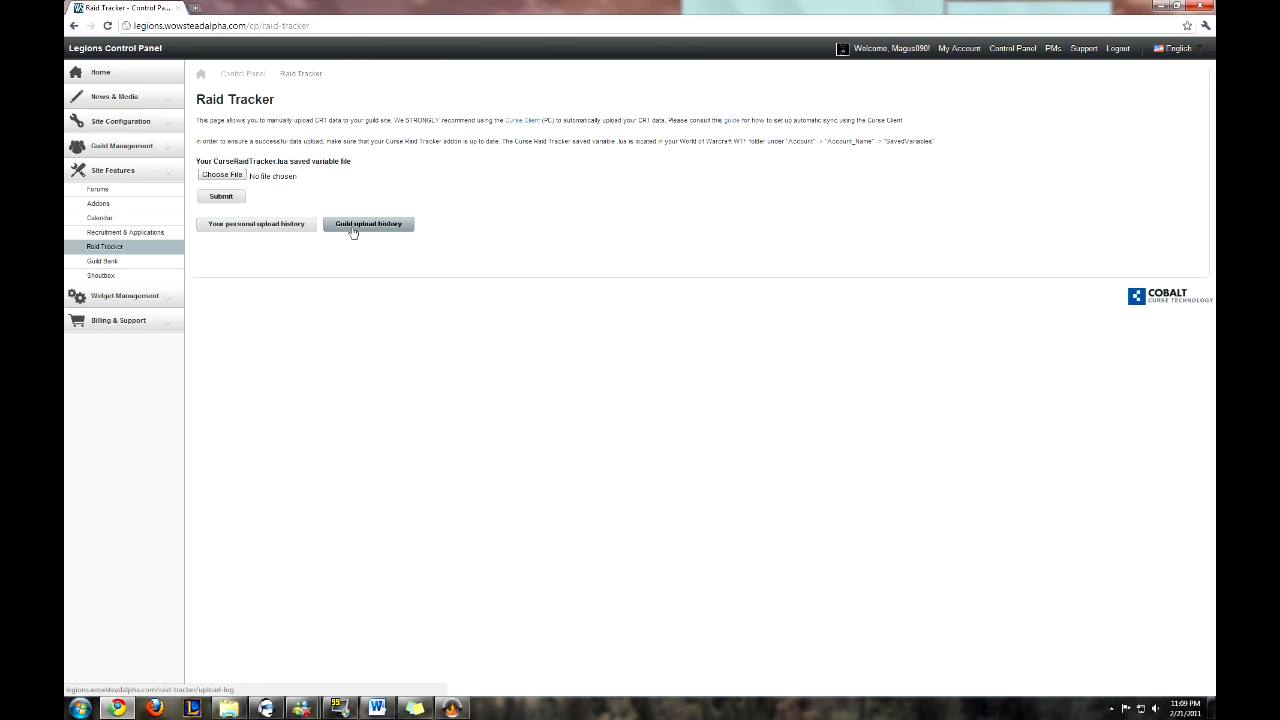 Raid Tracker - Control Pa...
legions.wowsteadalpha.com/cp/raid-tracker
Legions Control Panel
Welcome, Magus090!
My Account
Control Panel
PMs
Support
Logout
English
Home
News & Media
Site Configuration
Guild Management
Site Features
Forums
Addons
Calendar
Recruitment & Applications
Raid Tracker
Guild Bank
Shoutbox
Widget Management
Billing & Support
Control Panel
Raid Tracker
Raid Tracker
This page allows you to manually upload CRT data to your guild site. We STRONGLY recommend using the Curse Client (PC) to automatically upload your CRT data. Please consult this guide for how to set up automatic sync using the Curse Client
In order to ensure a successful data upload, make sure that your Curse Raid Tracker addon is up to date. The Curse Raid Tracker saved variable .lua is located in your World of Warcraft WTF folder under "Account" -> "Account_Name" -> "SavedVariables"
Your CurseRaidTracker.lua saved variable file
Choose File No file chosen
Submit
Your personal upload history
Guild upload history
COBALT
CURSE TECHNOLOGY
legions.wowsteadalpha.com/raid-tracker/upload-log
99
11:09 PM
2/21/2011